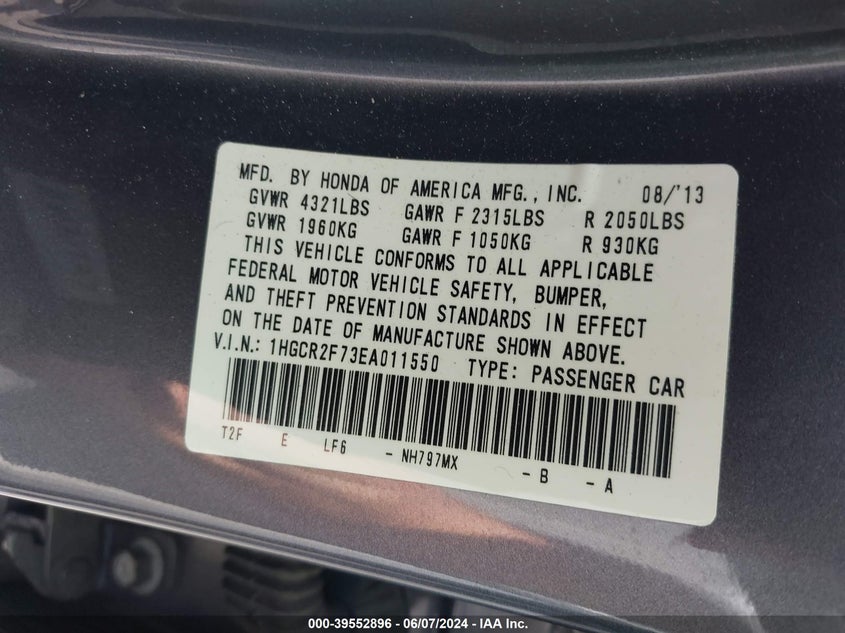 MFD. BY HONDA OF AMERICA MFG., INC. 08/'13
GVWR 4321LBS GAWR F 2315LBS R 2050LBS
GVWR 1960KG GAWR F 1050KG R 930KG
THIS VEHICLE CONFORMS TO ALL APPLICABLE
FEDERAL MOTOR VEHICLE SAFETY, BUMPER,
AND THEFT PREVENTION STANDARDS IN EFFECT
ON THE DATE OF MANUFACTURE SHOWN ABOVE.
V.I.N.: 1HGCR2F73EA011550 TYPE: PASSENGER CAR
T2F E LF6 - NH797MX - B - A
000-39552896 - 06/07/2024 - IAA Inc.